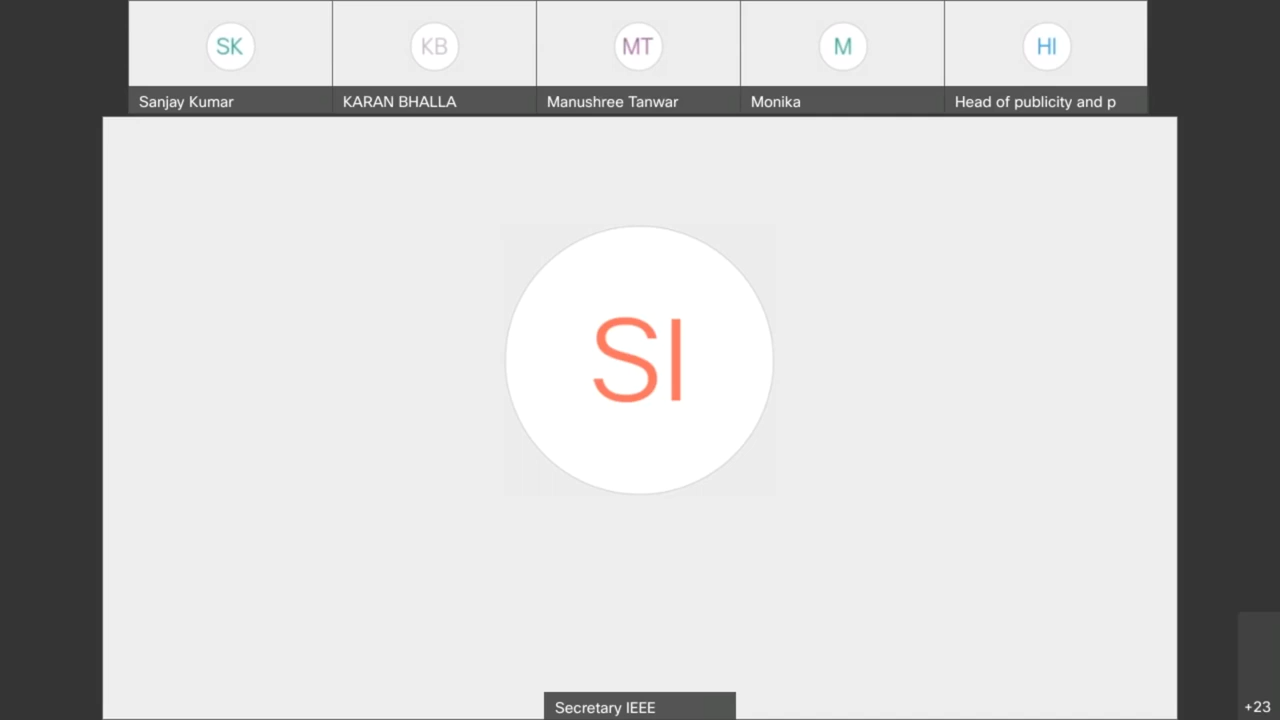 SK
KB
MT
M
HI
Sanjay Kumar
KARAN BHALLA
Manushree Tanwar
Monika
Head of publicity and p
SI
Secretary IEEE
+23